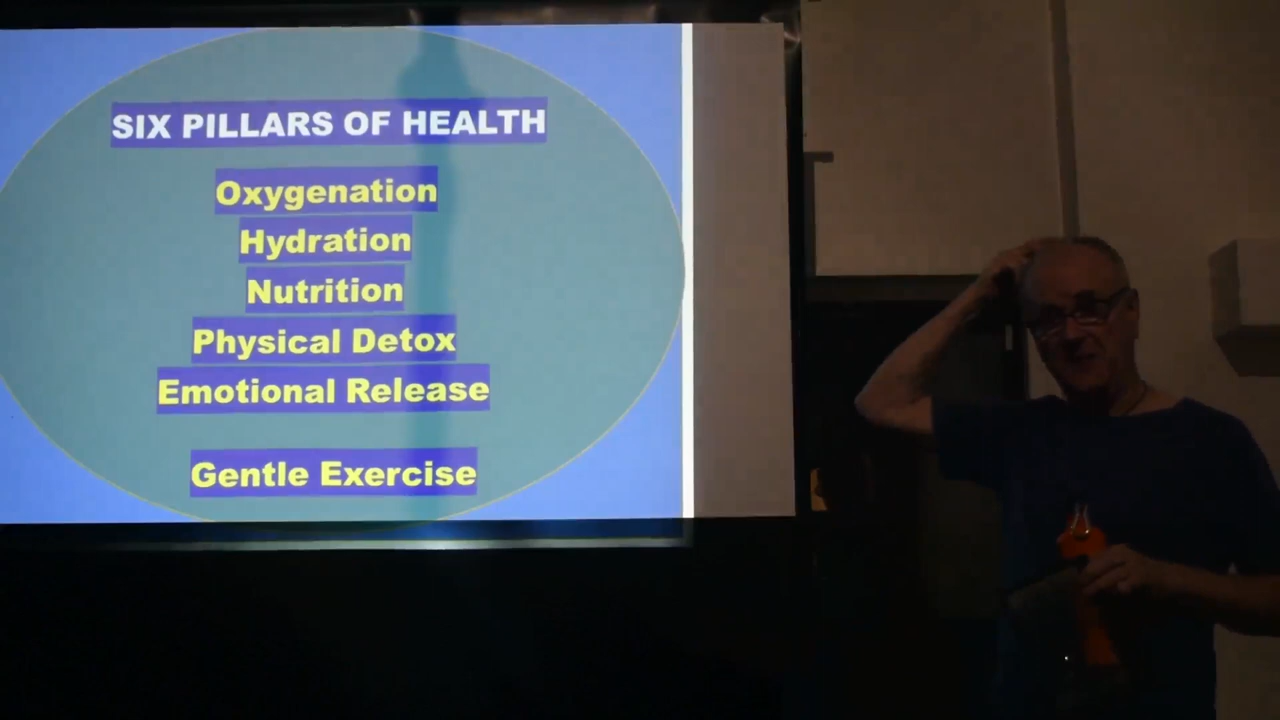 SIX PILLARS OF HEALTH
Oxygenation
Hydration
Nutrition
Physical Detox
Emotional Release
Gentle Exercise